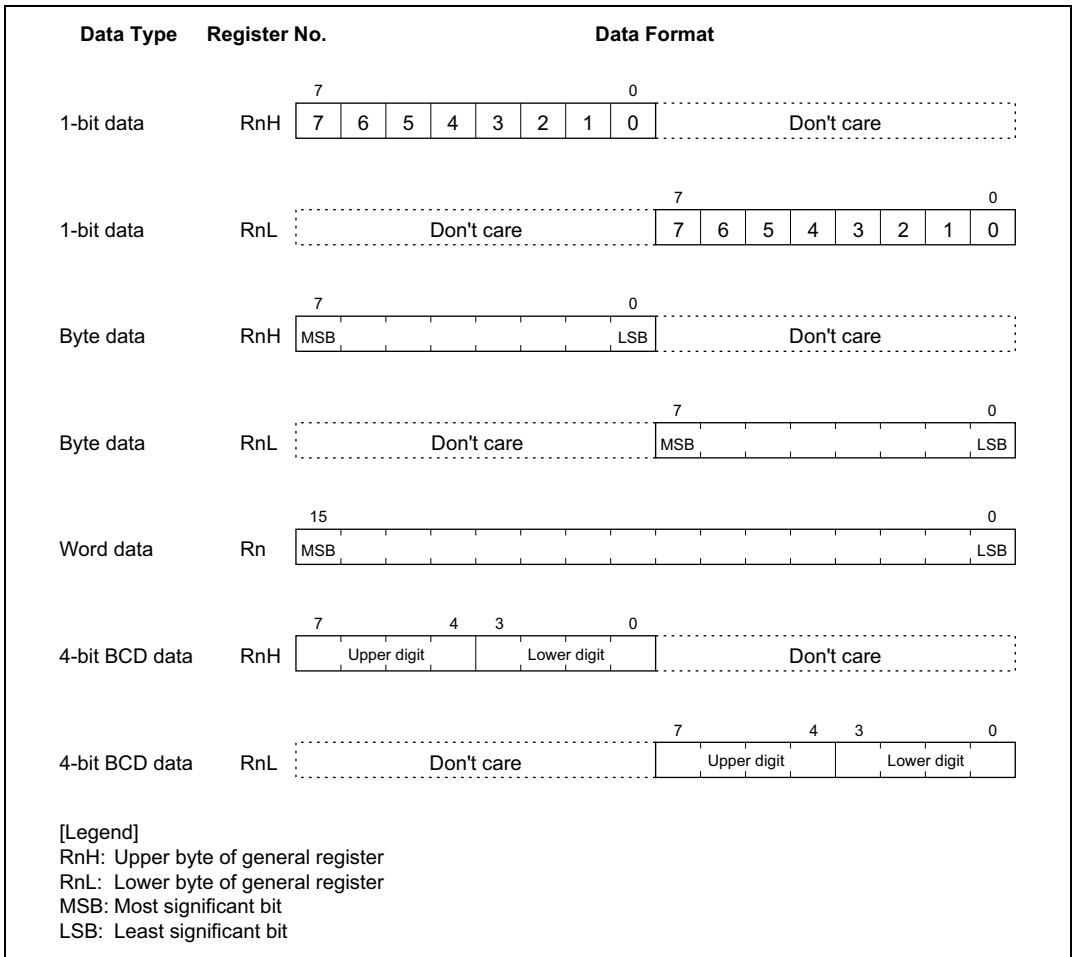 Data Type Register No. Data Format
7 0
1-bit data RnH 7 6 5 4 3 2 1 0 Don't care
7 0
1-bit data RnL Don't care 7 6 5 4 3 2 1 0
7 0
Byte data RnH MSB LSB Don't care
7 0
Byte data RnL Don't care MSB LSB
15 0
Word data Rn MSB LSB
7 4 3 0
4-bit BCD data RnH Upper digit Lower digit Don't care
7 4 3 0
4-bit BCD data RnL Don't care Upper digit Lower digit
[Legend]
RnH: Upper byte of general register
RnL: Lower byte of general register
MSB: Most significant bit
LSB: Least significant bit